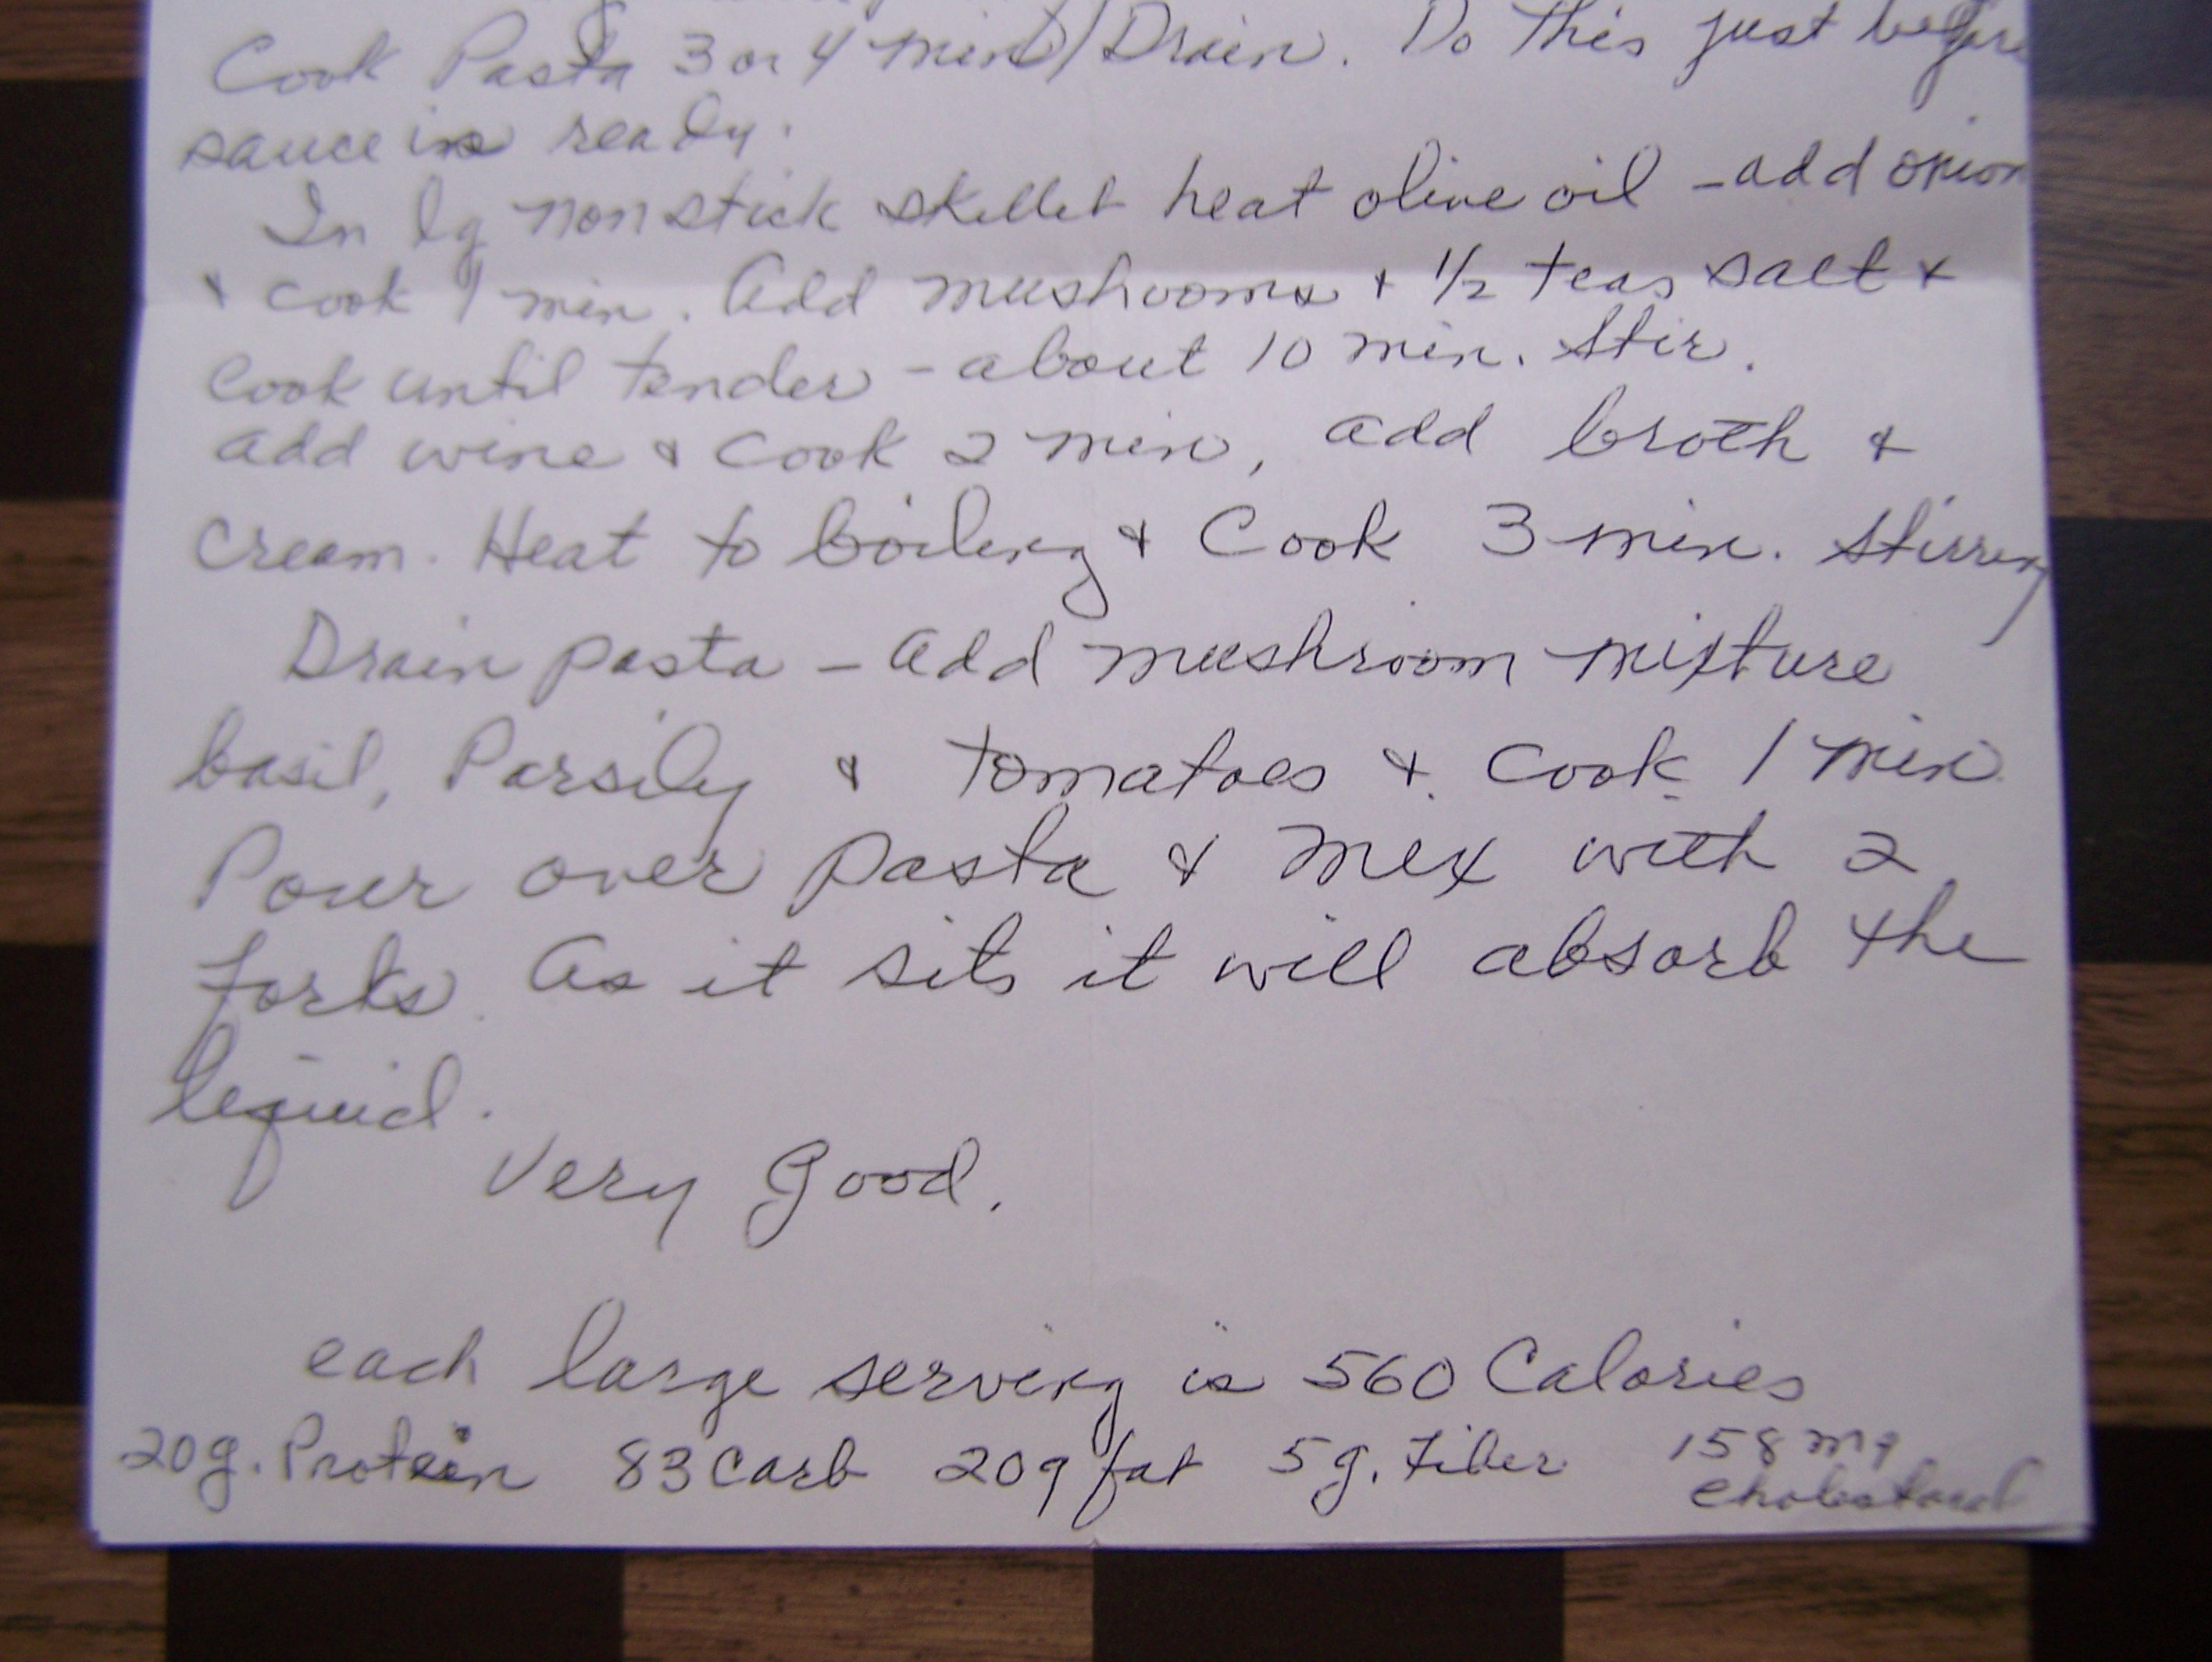 Cook Pasta 3 or 4 min / Drain. Do this just before
sauce is ready.
In lg nonstick skillet heat olive oil - add onion
& cook 1 min. Add mushrooms & 1/2 teas salt &
cook until tender - about 10 min. Stir.
add wine & cook 2 min, add broth &
cream. Heat to boiling & Cook 3 min. stirring
Drain pasta - add mushroom mixture
basil, Parsily & tomatoes & cook 1 min
Pour over pasta & mix with 2
forks. As it sits it will absorb the
liquid.
Very Good.
each large serving is 560 Calories
20g. Protein 83 carb 20g fat 5g. Fiber 158 mg